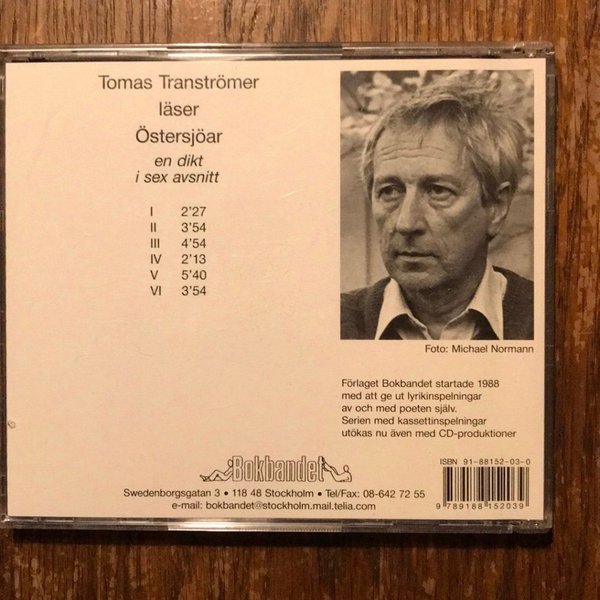 Tomas Tranströmer
läser
Östersjöar
en dikt
i sex avsnitt
I 2'27
II 3'54
III 4'54
IV 2'13
V 5'40
VI 3'54
Foto: Michael Normann
Förlaget Bokbandet startade 1988
med att ge ut lyrikinspelningar
av och med poeten själv.
Serien med kassettinspelningar
utökas nu även med CD-produktioner
Bokbandet
Swedenborgsgatan 3 • 118 48 Stockholm • Tel/Fax: 08-642 72 55
e-mail: bokbandet@stockholm.mail.telia.com
ISBN 91-88152-03-0
9 789188 152039